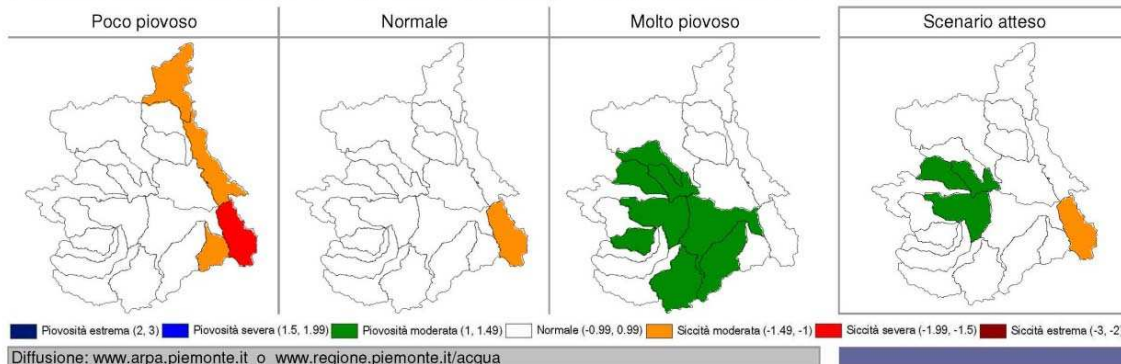 Poco piovoso Normale Molto piovoso Scenario atteso
Piovosità estrema (2, 3) Piovosità severa (1.5, 1.99) Piovosità moderata (1, 1.49) Normale (-0.99, 0.99) Siccità moderata (-1.49, -1) Siccità severa (-1.99, -1.5) Siccità estrema (-3, -2)
Diffusione: www.arpa.piemonte.it o www.regione.piemonte.it/acqua